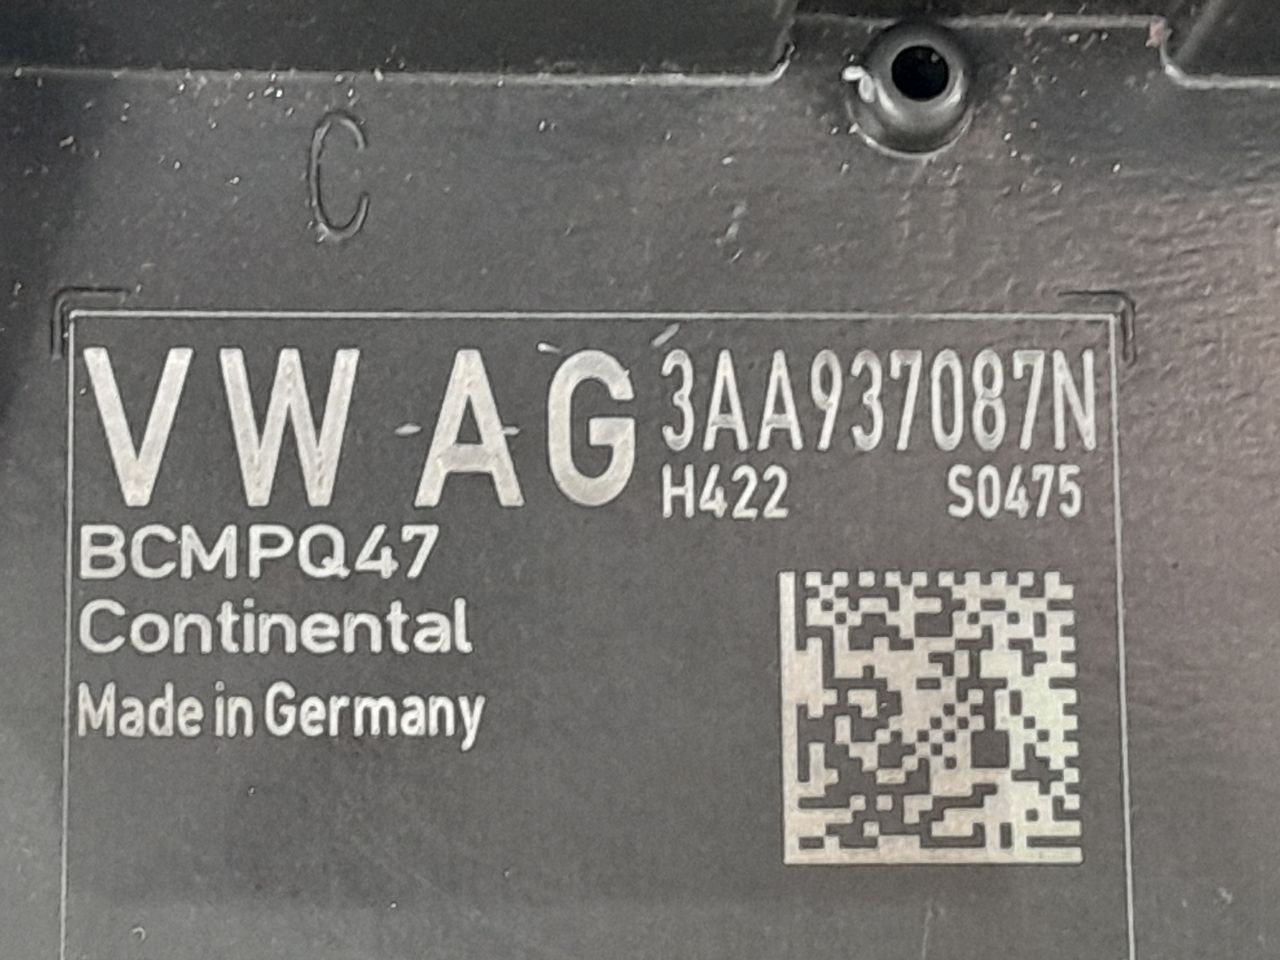 C
VW AG 3AA937087N
H422 S0475
BCMPQ47
Continental
Made in Germany